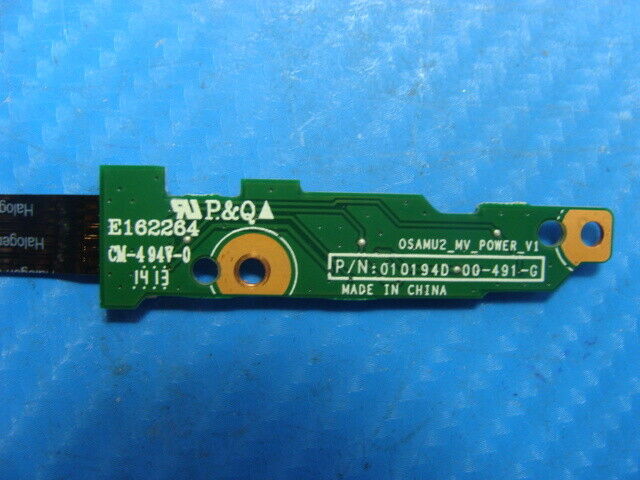 P&Q
E162264
CM-494V-0
1413
OSAMU2_MV_POWER_V1
P/N:010194D 00-491-G
MADE IN CHINA
Halogen
Halogen